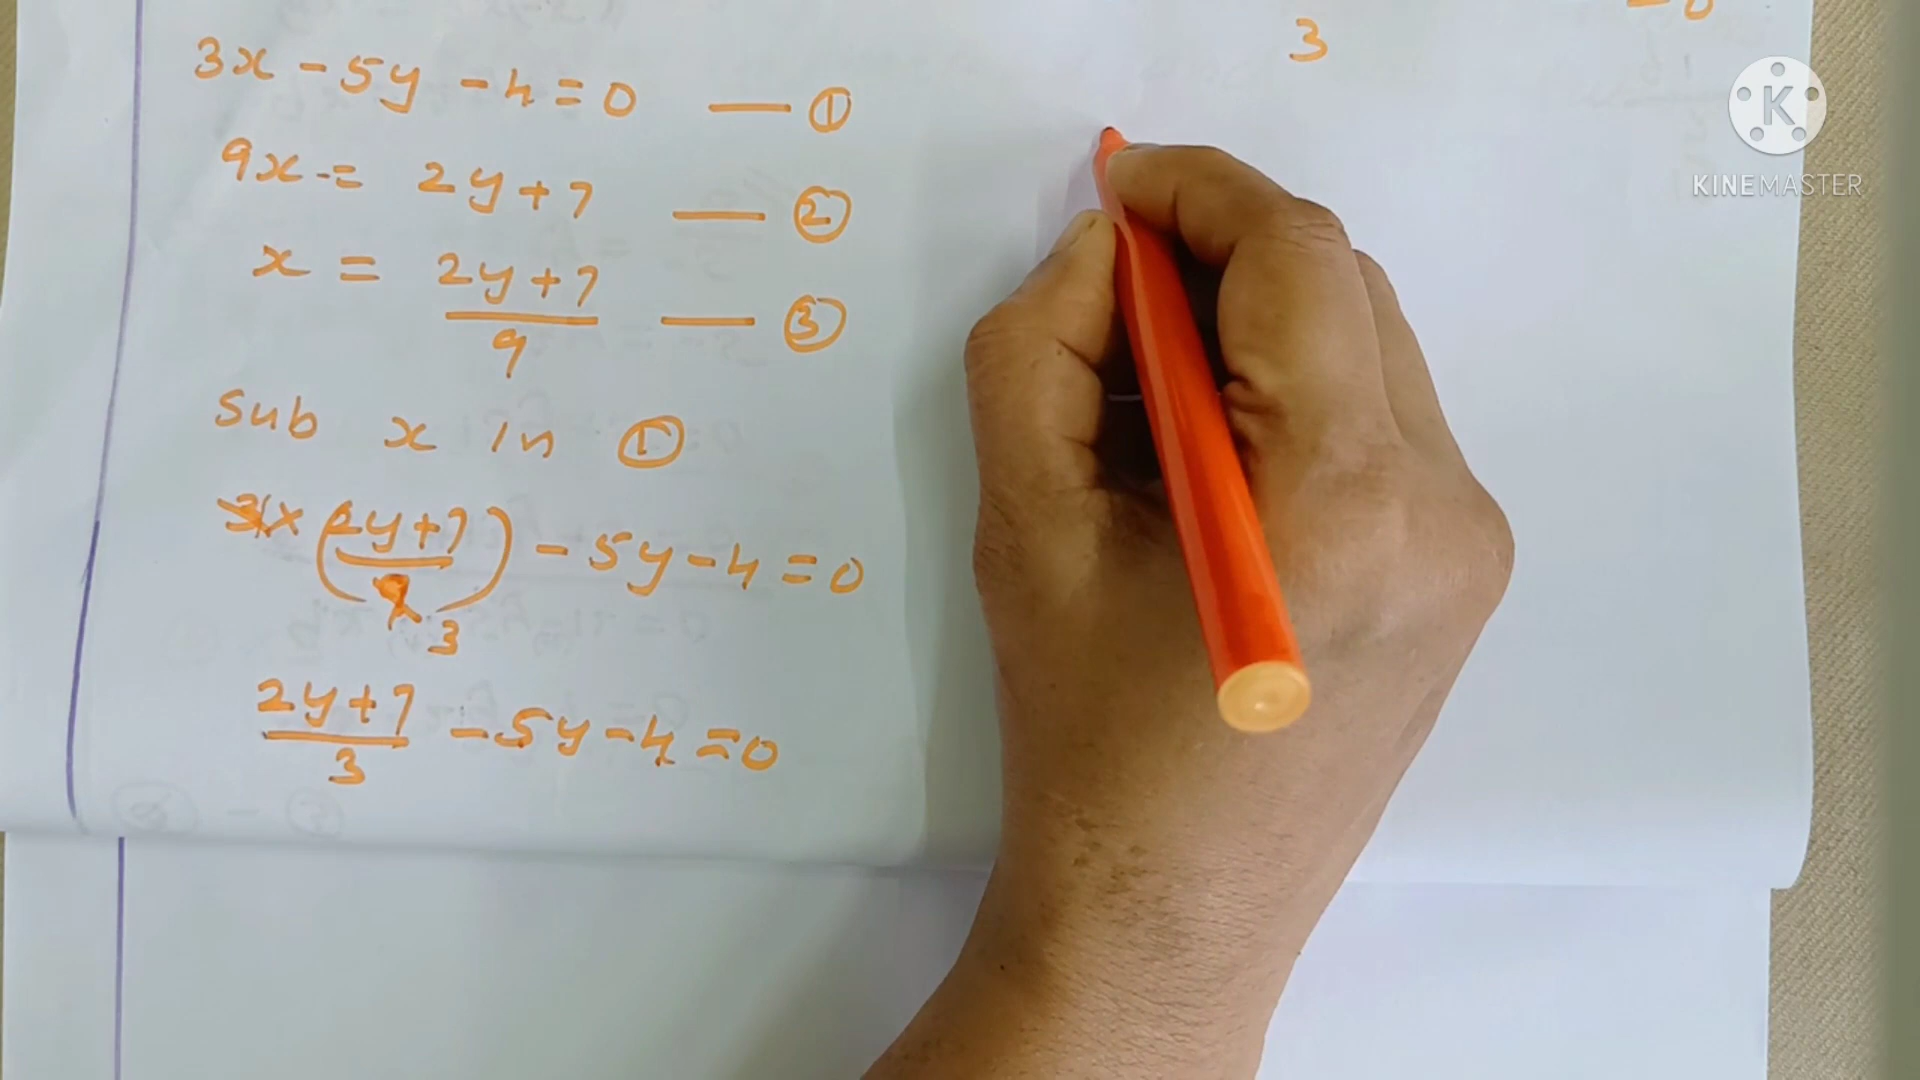 3x - 5y - 4 = 0 — ①
9x = 2y + 7 — ②
x = 2y + 7 / 9 — ③
Sub x in ①
3 × (2y + 7 / 9) - 5y - 4 = 0
3
2y + 7 / 3 - 5y - 4 = 0
3
= 0
K
KINEMASTER